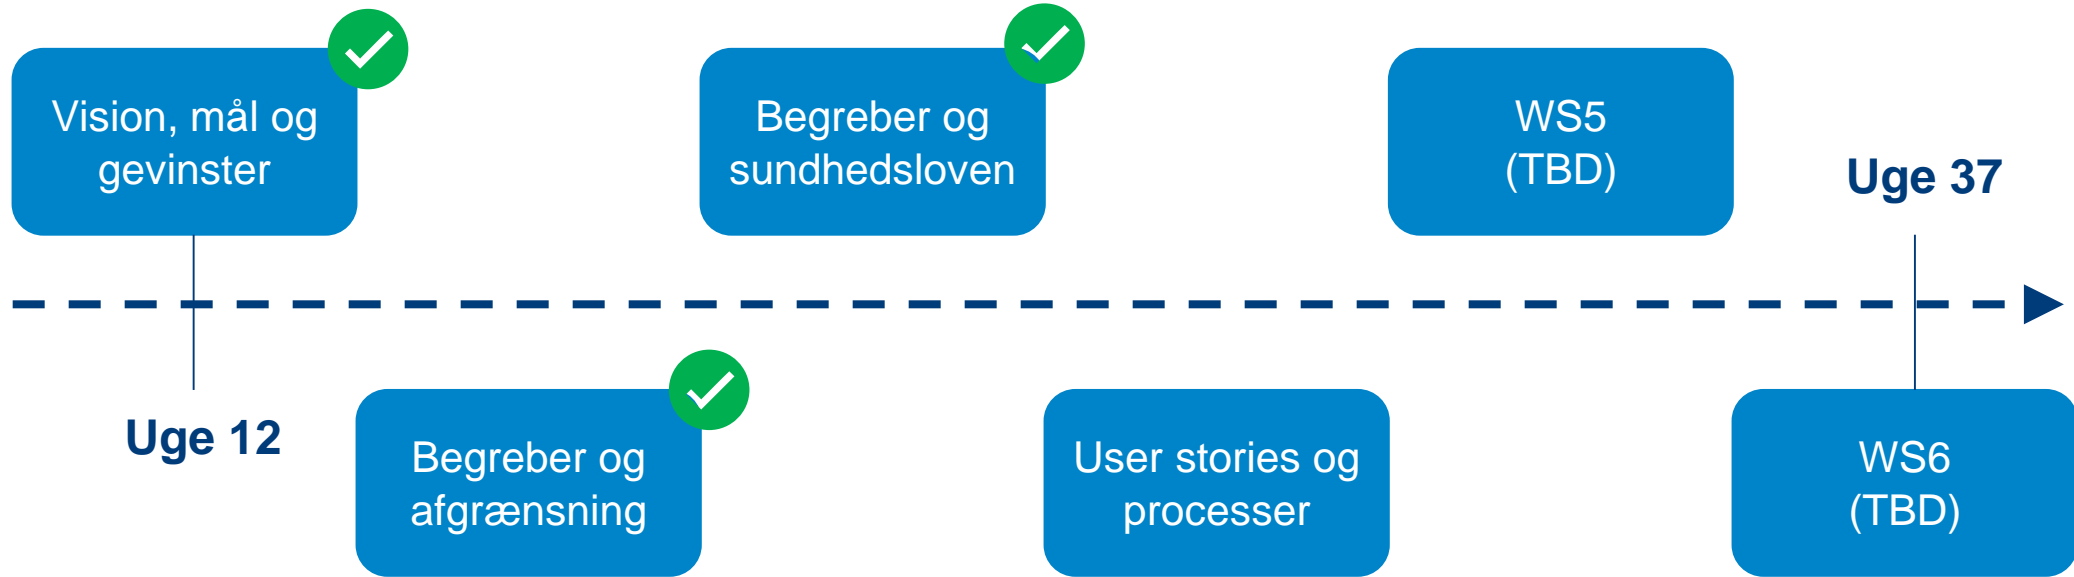 Vision, mål og
gevinster
Begreber og
sundhedsloven
WS5
(TBD)
Uge 37
Uge 12
Begreber og
afgrænsning
User stories og
processer
WS6
(TBD)